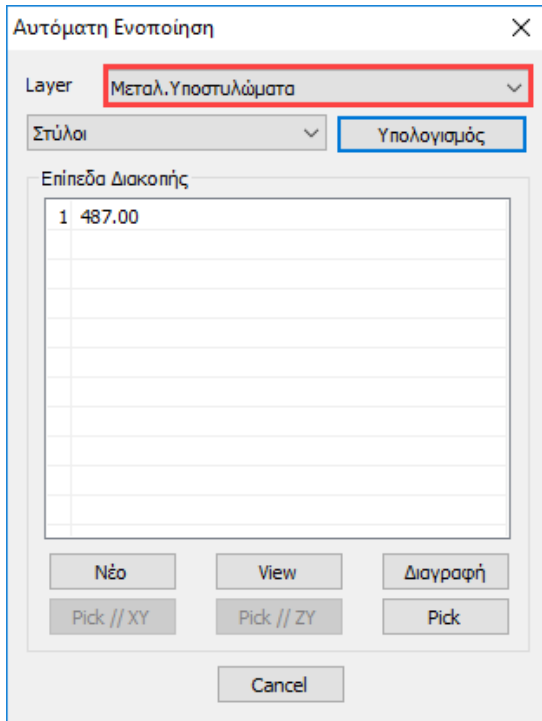 Αυτόματη Ενοποίηση
Layer Μεταλ.Υποστυλώματα
Στύλοι Υπολογισμός
Επίπεδα Διακοπής
1 487.00
Νέο View Διαγραφή
Pick // XY Pick // ZY Pick
Cancel